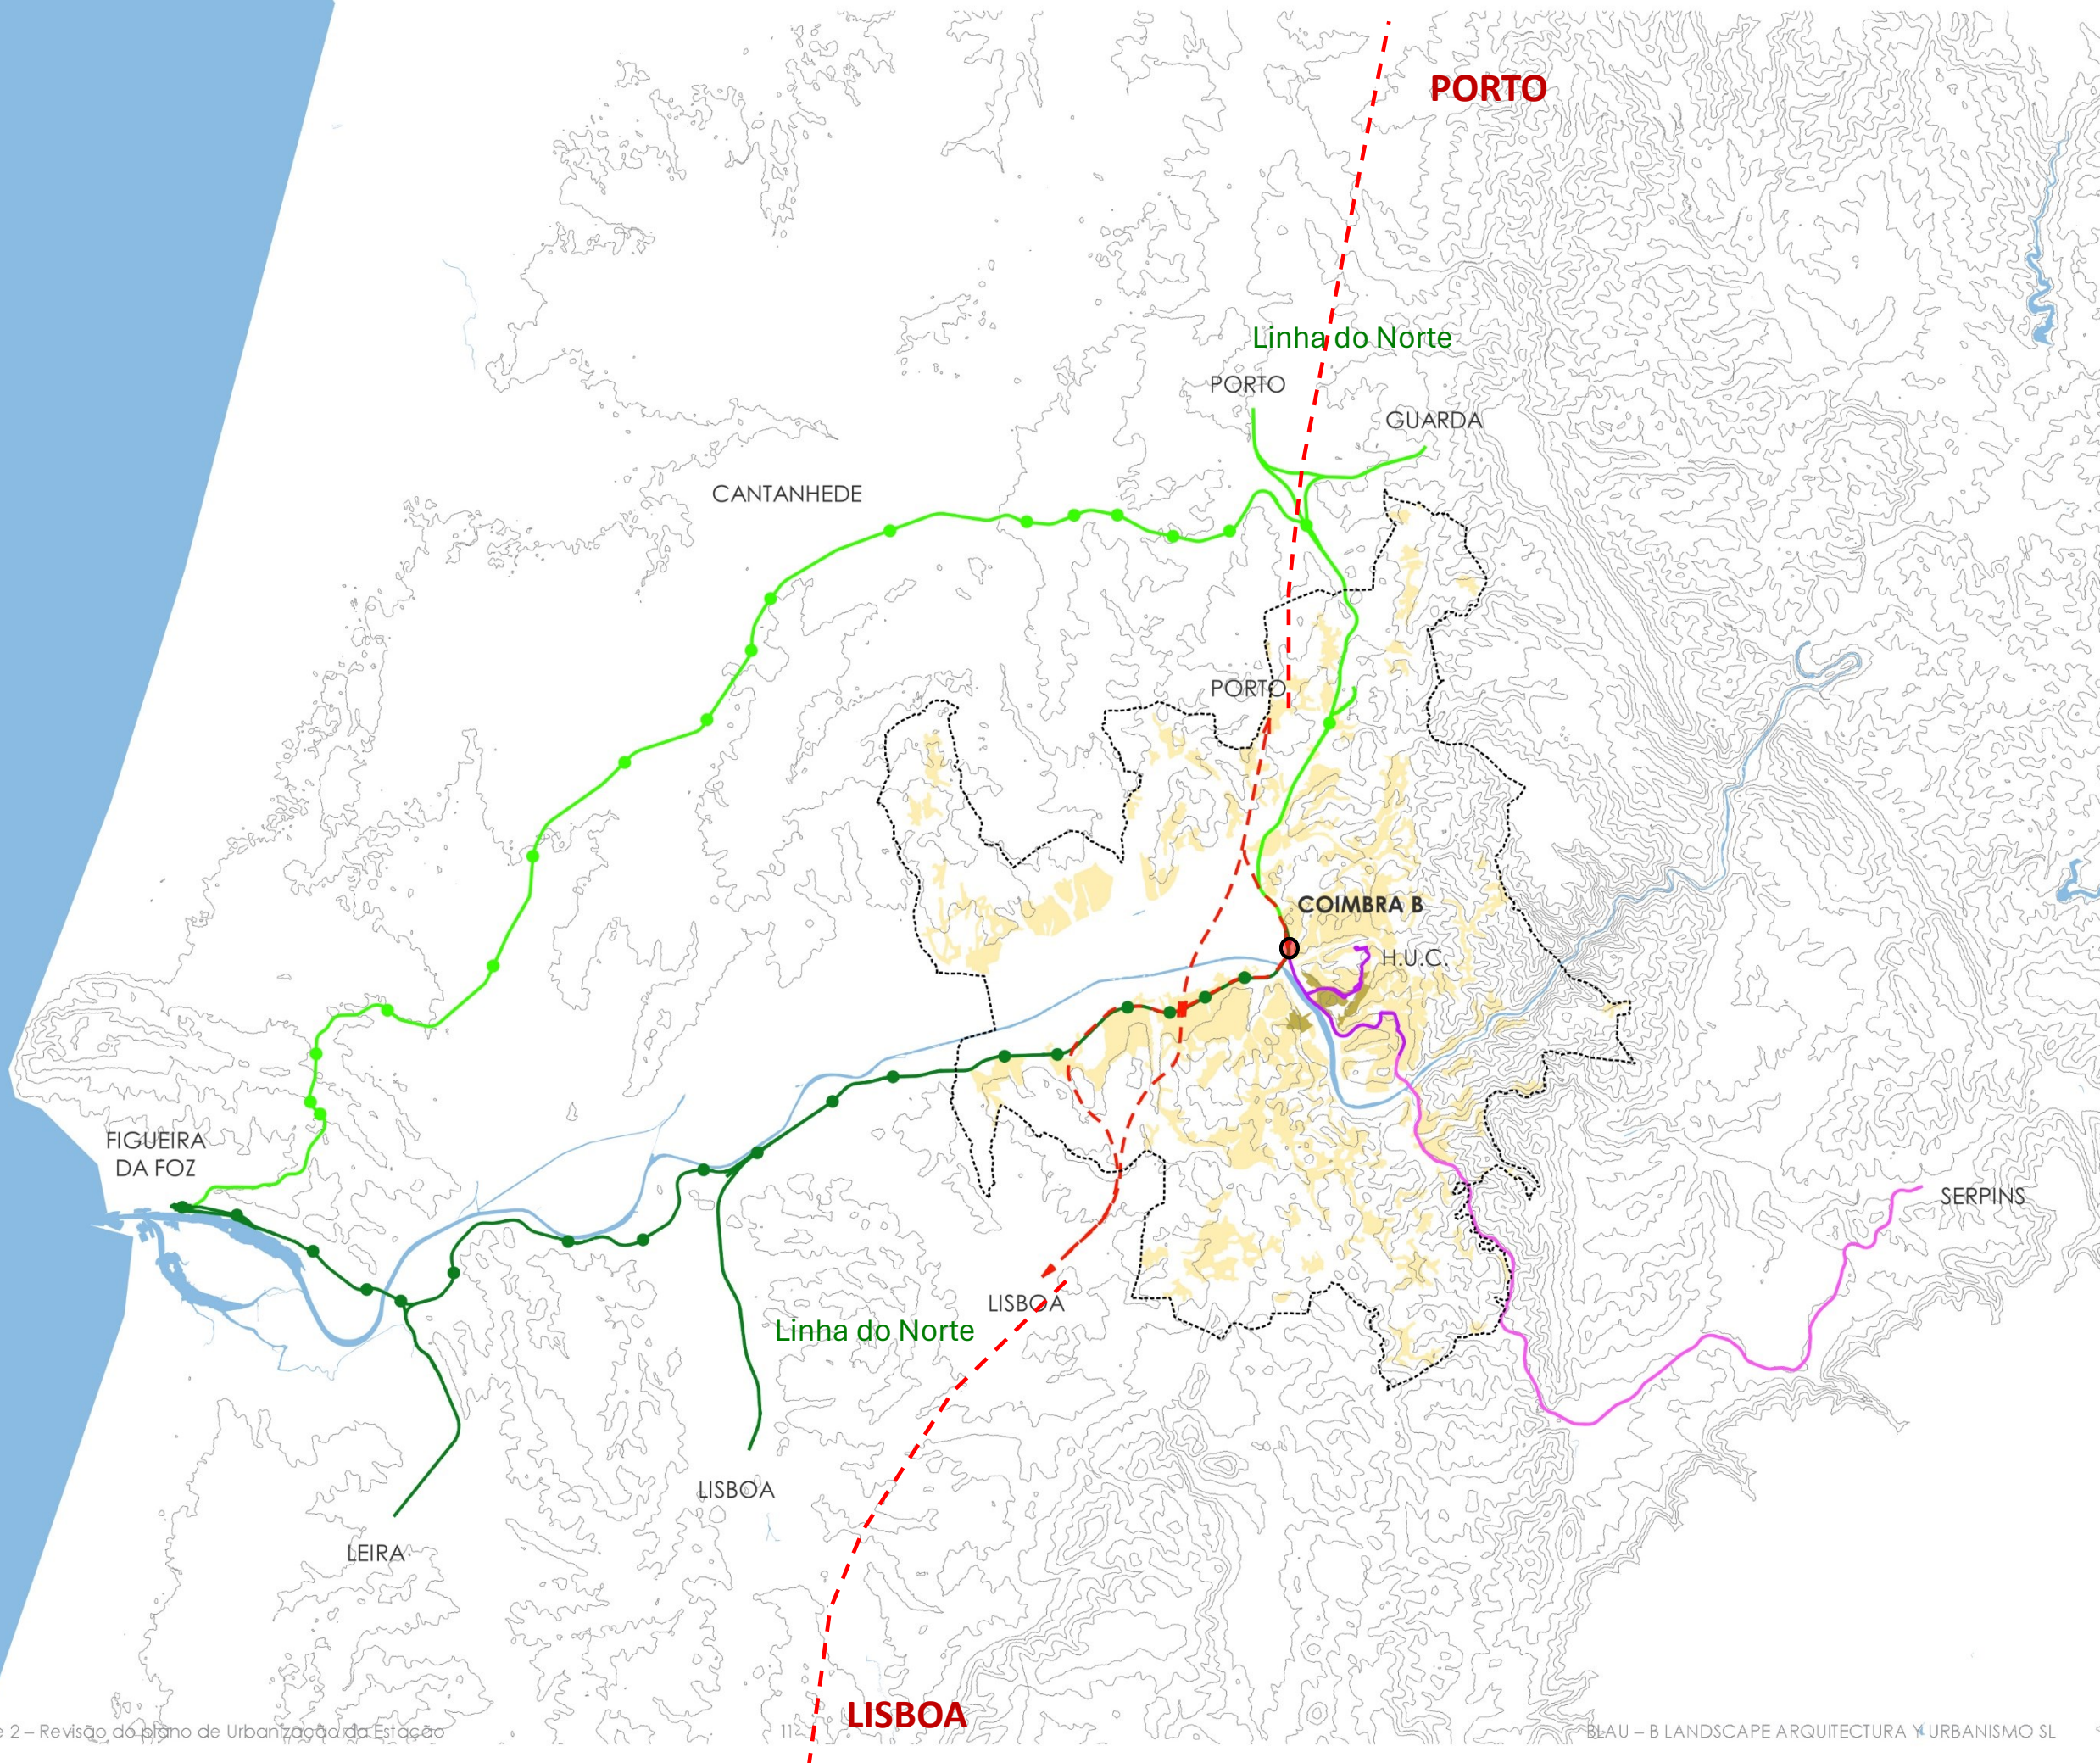 PORTO
Linha do Norte
PORTO
GUARDA
CANTANHEDE
PORTO
COIMBRA B
H.U.C.
FIGUEIRA
DA FOZ
SERPINS
LISBOA
Linha do Norte
LISBOA
LEIRA
LISBOA
e 2 – Revisão do plano de Urbanização da Estação
11
BLAU – B LANDSCAPE ARQUITECTURA Y URBANISMO SL